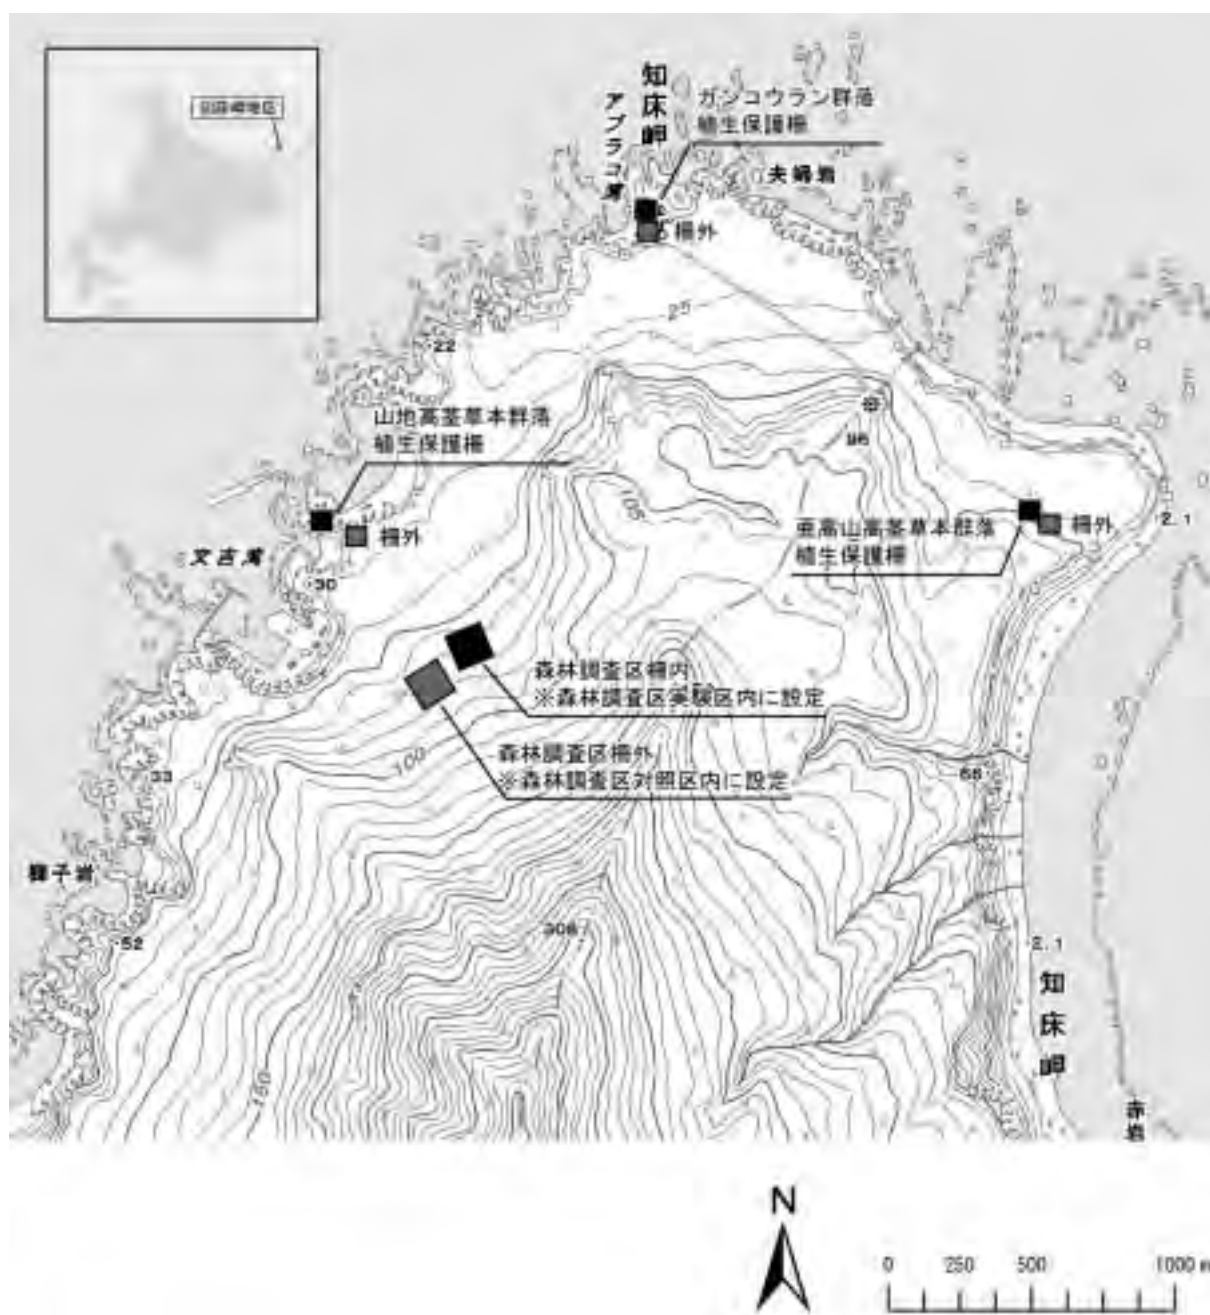 知床岬
ガンコウラン群落
植生保護柵
アブラコ湾
夫婦岩
柵外
25
22
山地高茎草本群落
植生保護柵
96
105
柵外
文吉湾
30
亜高山高茎草本群落
植生保護柵
柵外
2.1
森林調査区柵内
※森林調査区実験区内に設定
森林調査区柵外
※森林調査区対照区内に設定
100
33
68
獅子岩
52
308
2.1
知床岬
150
赤岩
N
0 250 500 1000 m